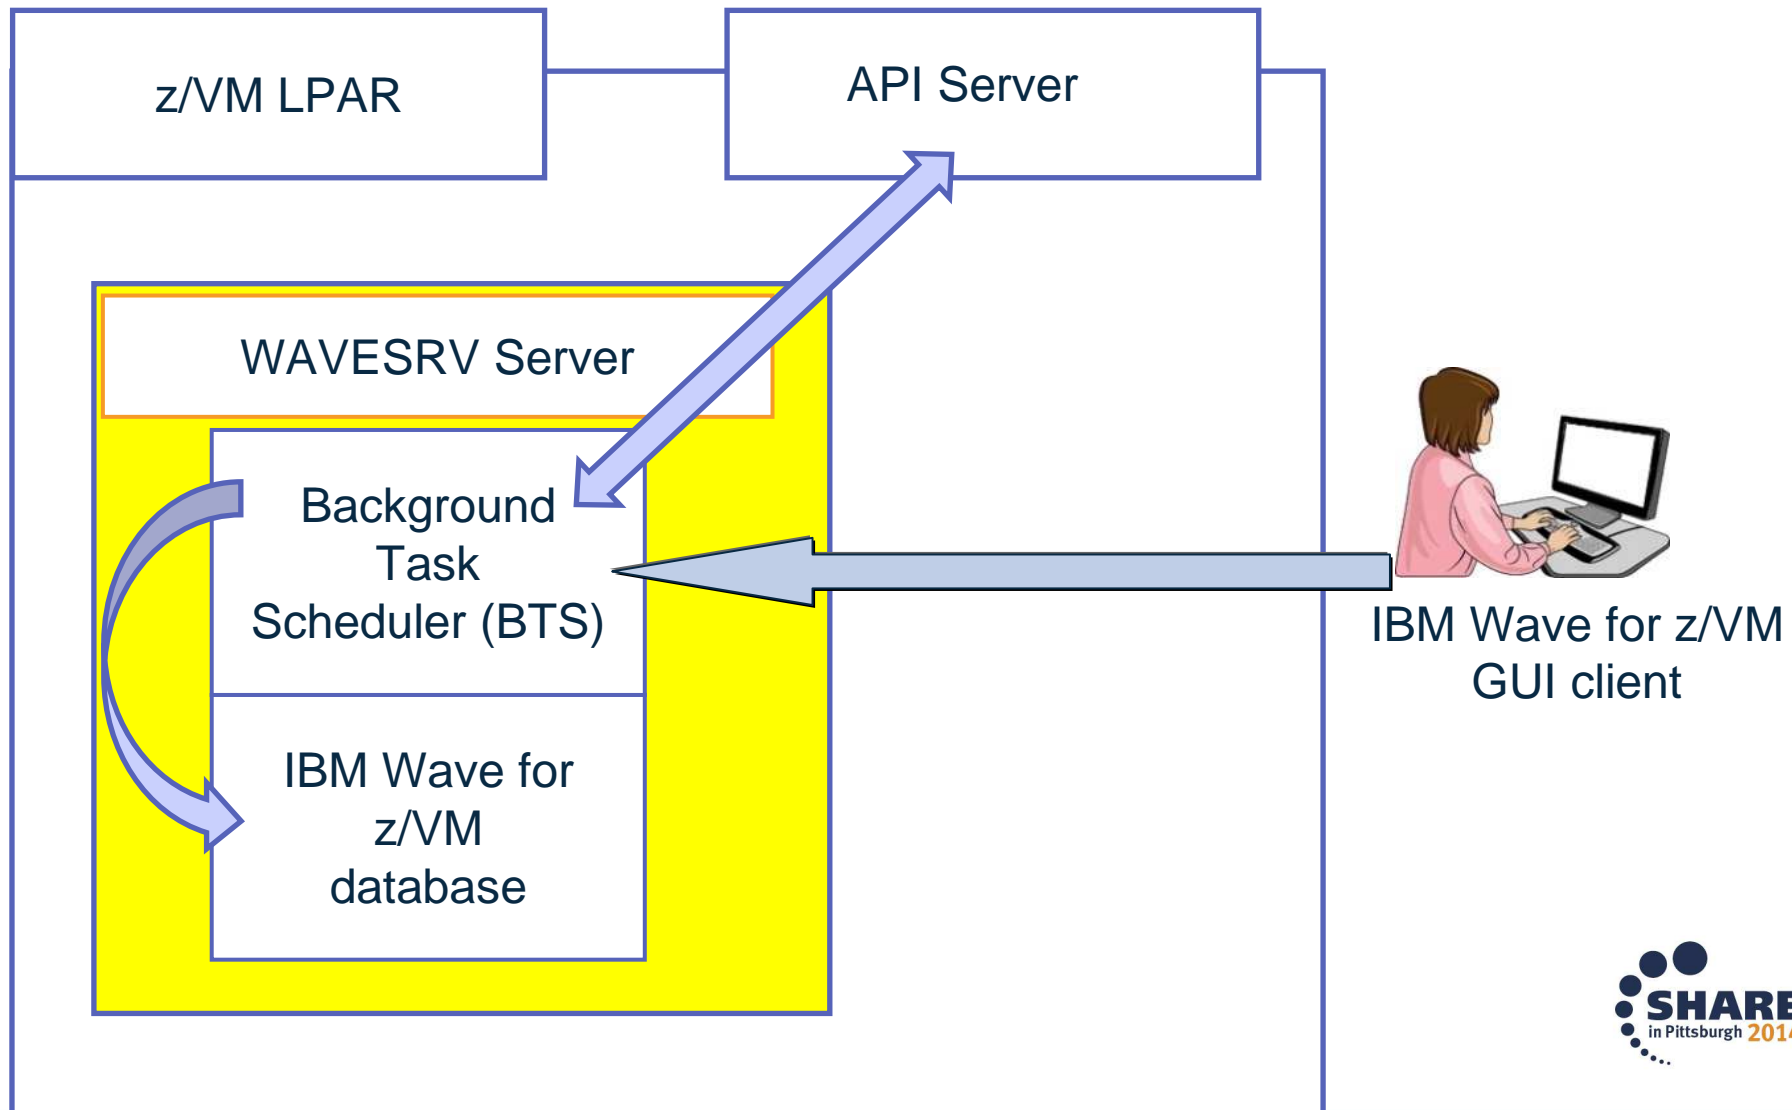 z/VM LPAR
API Server
WAVESRV Server
Background
Task
Scheduler (BTS)
IBM Wave for
z/VM
database
IBM Wave for z/VM
GUI client
SHARE
in Pittsburgh 2014